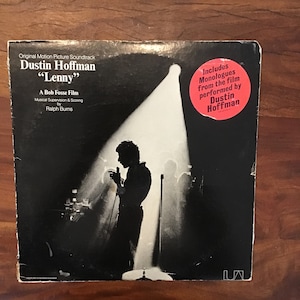 Original Motion Picture Soundtrack
Dustin Hoffman
"Lenny"
A Bob Fosse Film
Musical Supervision & Scoring
by
Ralph Burns
Includes
Monologues
from the film
performed by
Dustin
Hoffman
UA